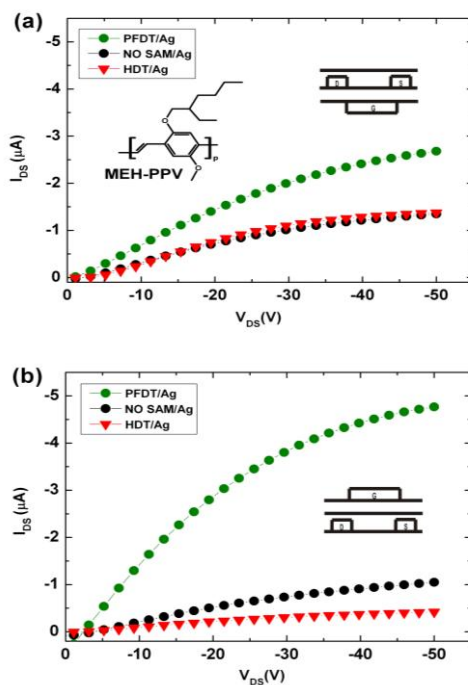 (a)
PFDT/Ag
NO SAM/Ag
HDT/Ag
-5
-4
-3
-2
-1
0
I_DS (μA)
O
O
n
MEH-PPV
D
S
G
0
-10
-20
-30
-40
-50
V_DS(V)
(b)
PFDT/Ag
NO SAM/Ag
HDT/Ag
-5
-4
-3
-2
-1
0
I_DS (μA)
G
D
S
0
-10
-20
-30
-40
-50
V_DS(V)